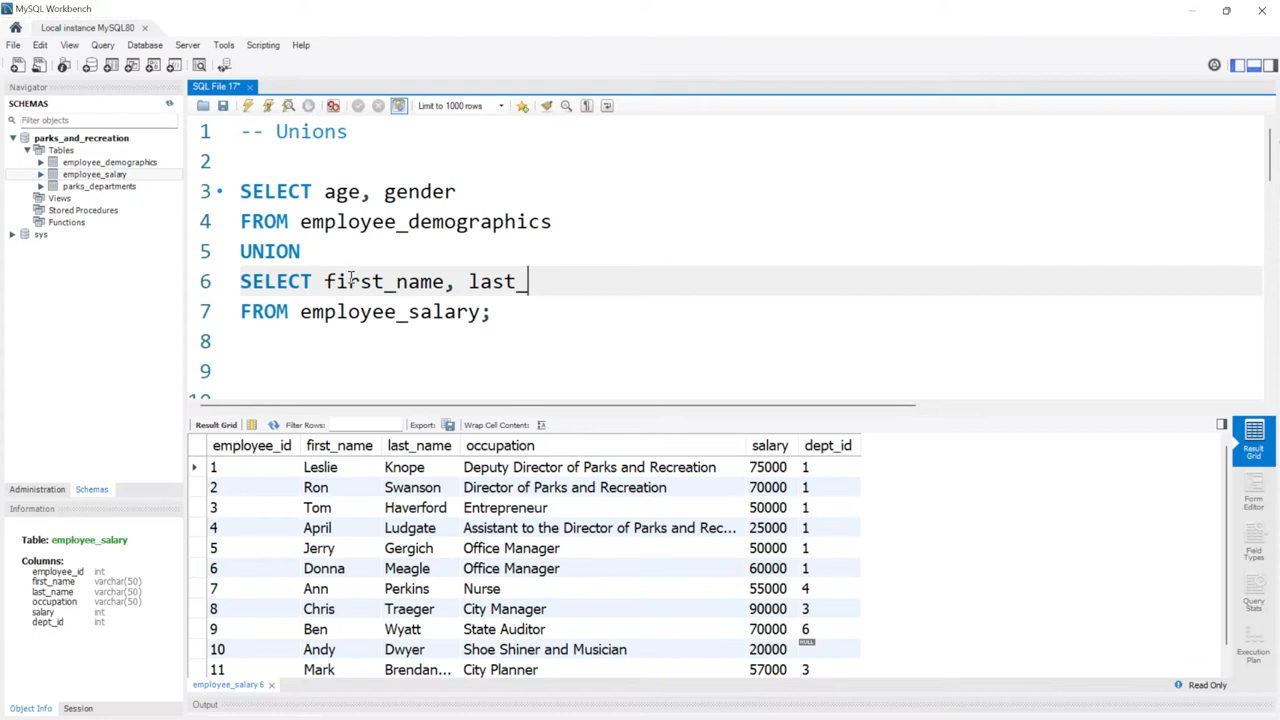 MySQL Workbench
Local instance MySQL80
File Edit View Query Database Server Tools Scripting Help
Navigator
SCHEMAS
Filter objects
parks_and_recreation
Tables
employee_demographics
employee_salary
parks_departments
Views
Stored Procedures
Functions
sys
Administration Schemas
Information
Table: employee_salary
Columns:
employee_id int
first_name varchar(50)
last_name varchar(50)
occupation varchar(50)
salary int
dept_id int
Object Info Session
SQL File 17*
Limit to 1000 rows
1 -- Unions
2
3 SELECT age, gender
4 FROM employee_demographics
5 UNION
6 SELECT first_name, last_
7 FROM employee_salary;
8
9
10
Result Grid Filter Rows: Export: Wrap Cell Content:
employee_id first_name last_name occupation salary dept_id
1 Leslie Knope Deputy Director of Parks and Recreation 75000 1
2 Ron Swanson Director of Parks and Recreation 70000 1
3 Tom Haverford Entrepreneur 50000 1
4 April Ludgate Assistant to the Director of Parks and Rec... 25000 1
5 Jerry Gergich Office Manager 50000 1
6 Donna Meagle Office Manager 60000 1
7 Ann Perkins Nurse 55000 4
8 Chris Traeger City Manager 90000 3
9 Ben Wyatt State Auditor 70000 6
10 Andy Dwyer Shoe Shiner and Musician 20000 NULL
11 Mark Brendan... City Planner 57000 3
employee_salary 6
Read Only
Output
Result
Grid
Form
Editor
Field
Types
Query
Stats
Execution
Plan